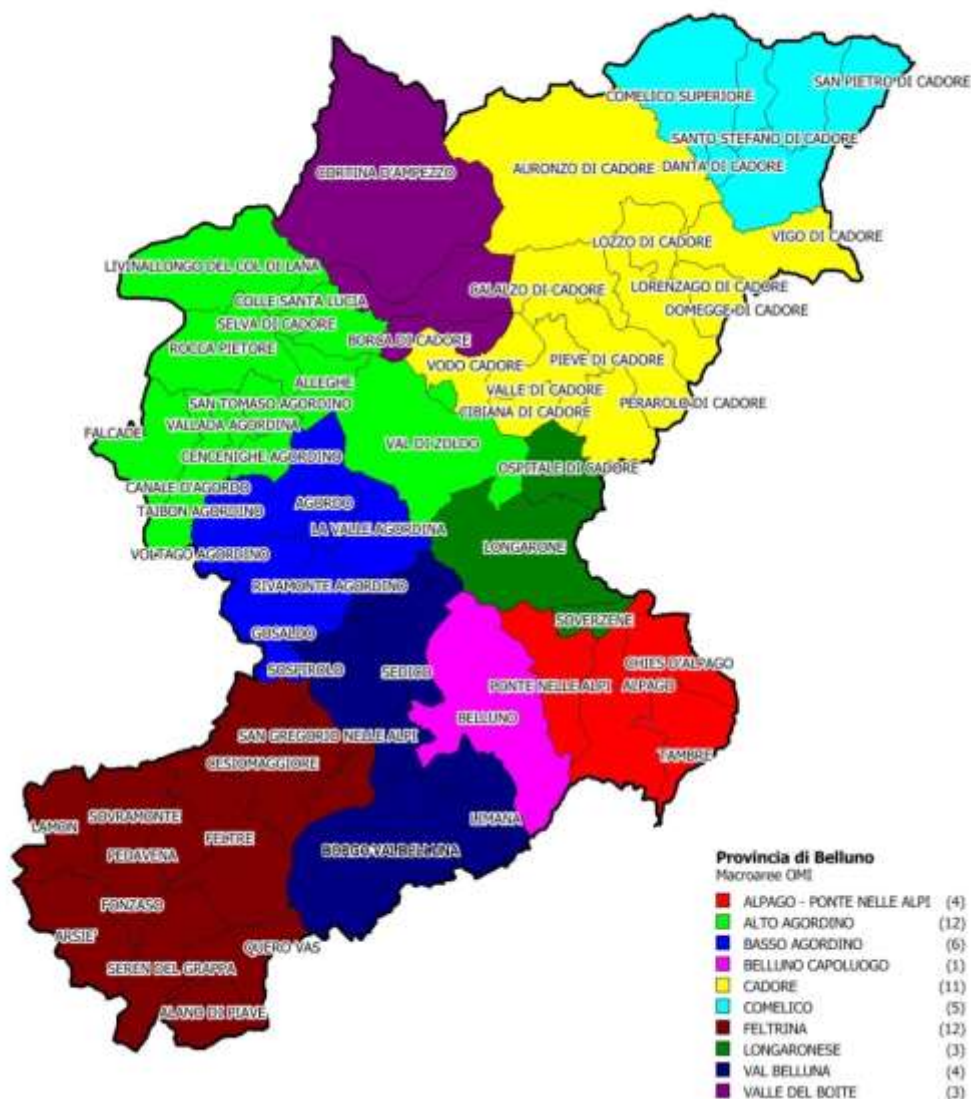 SAN PIETRO DI CADORE
COMELICO SUPERIORE
SANTO STEFANO DI CADORE
DANTA DI CADORE
CORTINA D'AMPEZZO
AURONZO DI CADORE
VIGO DI CADORE
LOZZO DI CADORE
LIVINALLONGO DEL COL DI LANA
CALALZO DI CADORE
LORENZAGO DI CADORE
COLLE SANTA LUCIA
DOMEGGE DI CADORE
SELVA DI CADORE
BORCA DI CADORE
ROCCA PIETORE
VODO CADORE
PIEVE DI CADORE
ALLEGHE
VALLE DI CADORE
SAN TOMASO AGORDINO
PERAROLO DI CADORE
CIBIANA DI CADORE
VALLADA AGORDINA
FALCADE
VAL DI ZOLDO
CENCENIGHE AGORDINO
OSPITALE DI CADORE
CANALE D'AGORDO
AGORDO
TAIBON AGORDINO
LA VALLE AGORDINA
LONGARONE
VOLTAGO AGORDINO
RIVAMONTE AGORDINO
SOVERZENE
GOSALDO
CHIES D'ALPAGO
SOSPIROLO
SEDICO
PONTE NELLE ALPI
ALPAGO
BELLUNO
SAN GREGORIO NELLE ALPI
TAMBRE
CESIOMAGGIORE
SOVRAMONTE
LIMANA
LAMON
FELTRE
PEDAVENA
BORGO VALBELLUNA
FONZASO
ARSIE'
QUERO VAS
SEREN DEL GRAPPA
ALANO DI PIAVE
Provincia di Belluno
Macroaree OMI
ALPAGO - PONTE NELLE ALPI (4)
ALTO AGORDINO (12)
BASSO AGORDINO (6)
BELLUNO CAPOLUOGO (1)
CADORE (11)
COMELICO (5)
FELTRINA (12)
LONGARONESE (3)
VAL BELLUNA (4)
VALLE DEL BOITE (3)